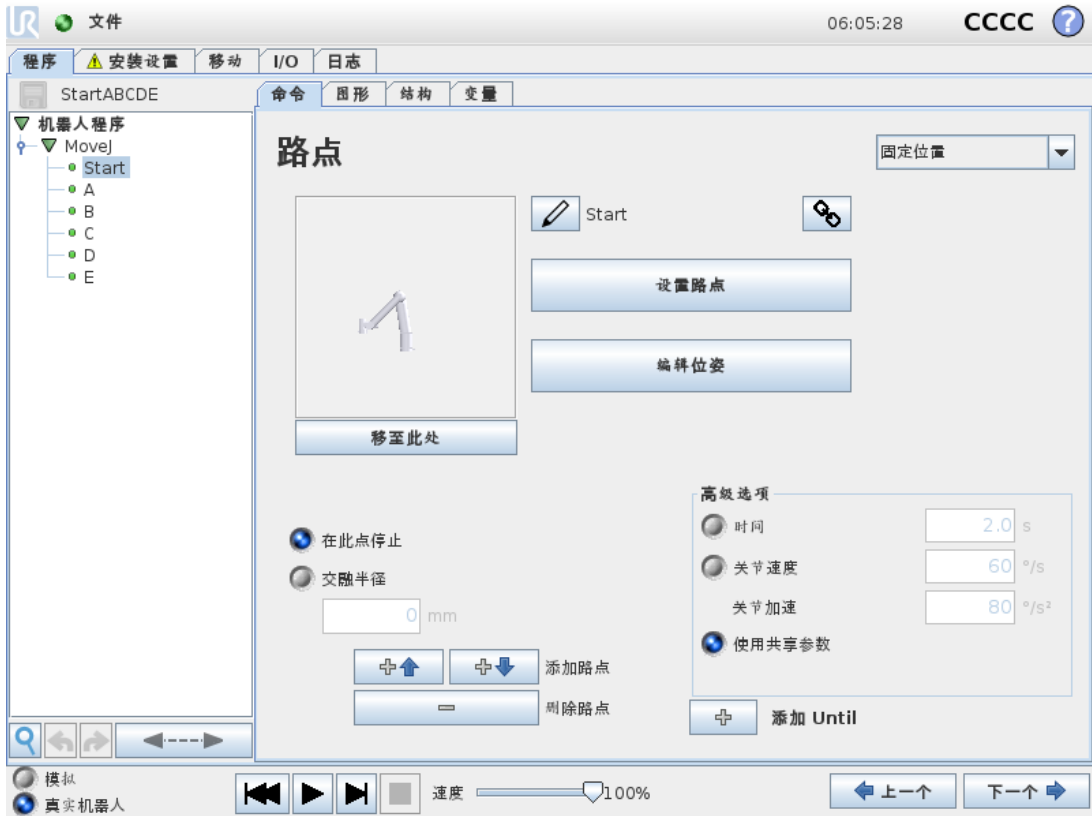 UR 文件 06:05:28 CCCC ?
程序 安装设置 移动 I/O 日志
StartABCDE 命令 图形 结构 变量
机器人程序
MoveJ
Start
A
B
C
D
E
路点 固定位置
Start
设置路点
编辑位姿
移至此处
在此点停止
交融半径
0 mm
添加路点
删除路点
高级选项
时间 2.0 s
关节速度 60 °/s
关节加速 80 °/s²
使用共享参数
添加 Until
模拟
真实机器人
速度 100% 上一个 下一个